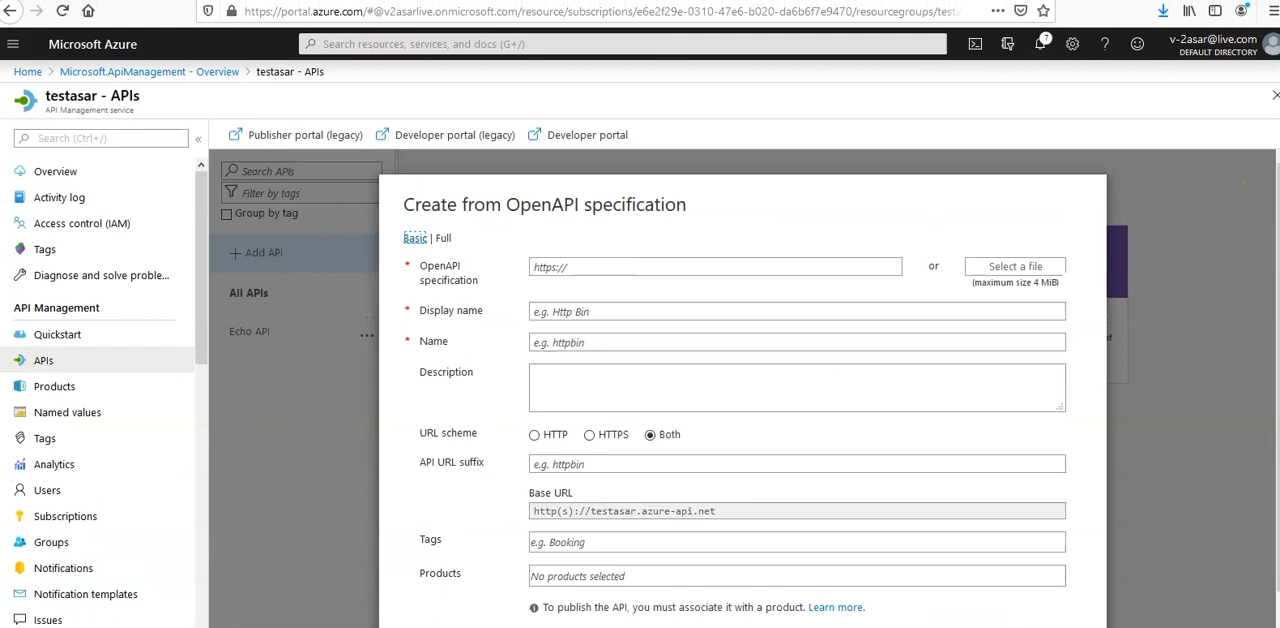 https://portal.azure.com/#@v2asarlive.onmicrosoft.com/resource/subscriptions/e6e2f29e-0310-47e6-b020-da6b6f7e9470/resourcegroups/test
Microsoft Azure
Search resources, services, and docs (G+/)
7
v-2asar@live.com
DEFAULT DIRECTORY
Home > Microsoft.ApiManagement - Overview > testasar - APIs
testasar - APIs
API Management service
Search (Ctrl+/)
Publisher portal (legacy) Developer portal (legacy) Developer portal
Overview
Activity log
Access control (IAM)
Tags
Diagnose and solve proble...
API Management
Quickstart
APIs
Products
Named values
Tags
Analytics
Users
Subscriptions
Groups
Notifications
Notification templates
Issues
Search APIs
Filter by tags
Group by tag
+ Add API
All APIs
Echo API
...
of
Create from OpenAPI specification
Basic | Full
* OpenAPI specification
https://
or
Select a file
(maximum size 4 MiB)
* Display name
e.g. Http Bin
* Name
e.g. httpbin
Description
URL scheme
HTTP HTTPS Both
API URL suffix
e.g. httpbin
Base URL
http(s)://testasar.azure-api.net
Tags
e.g. Booking
Products
No products selected
To publish the API, you must associate it with a product. Learn more.